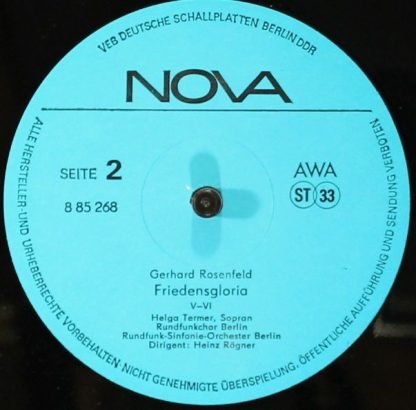 VEB DEUTSCHE SCHALLPLATTEN BERLIN DDR
NOVA
SEITE 2
8 85 268
AWA
ST 33
Gerhard Rosenfeld
Friedensgloria
V–VI
Helga Termer, Sopran
Rundfunkchor Berlin
Rundfunk-Sinfonie-Orchester Berlin
Dirigent: Heinz Rögner
ALLE HERSTELLER- UND URHEBERRECHTE VORBEHALTEN NICHT GENEHMIGTE ÜBERSPIELUNG, ÖFFENTLICHE AUFFÜHRUNG UND SENDUNG VERBOTEN